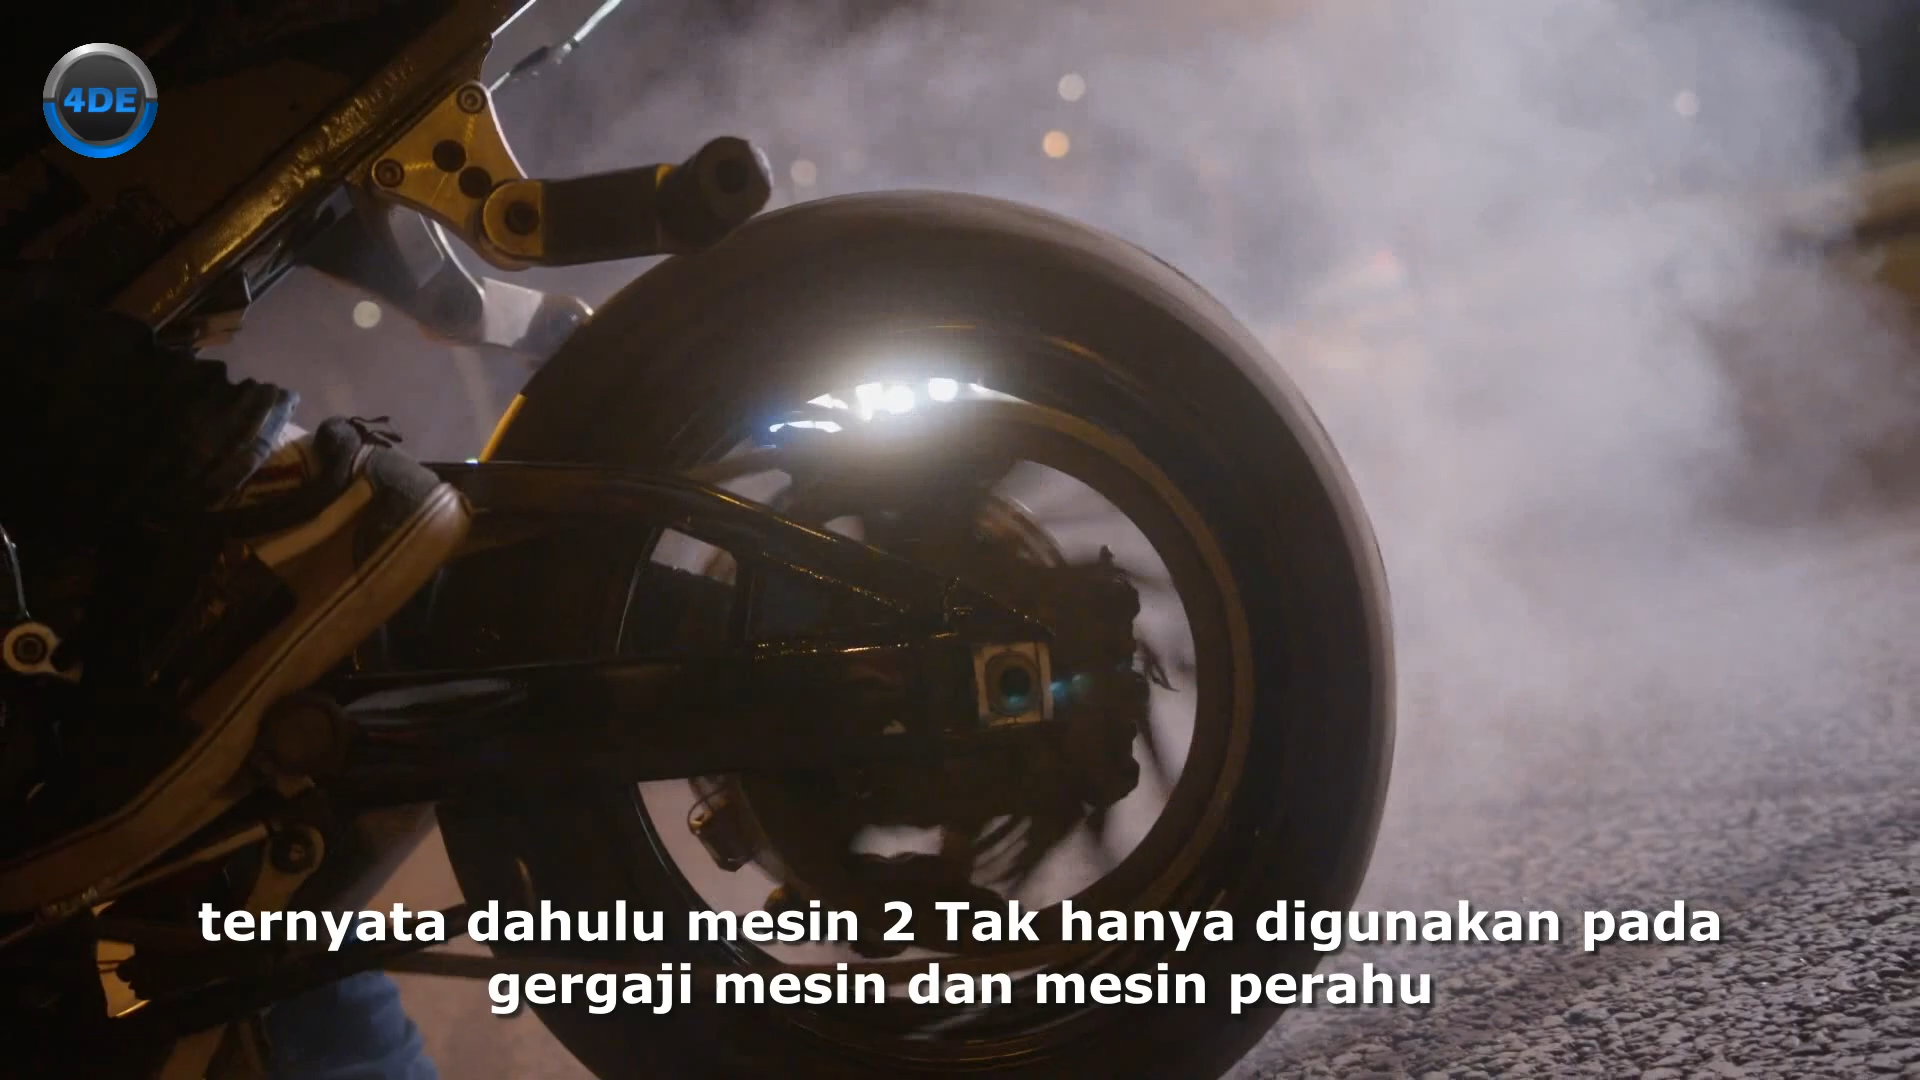 4DE
ternyata dahulu mesin 2 Tak hanya digunakan pada
gergaji mesin dan mesin perahu